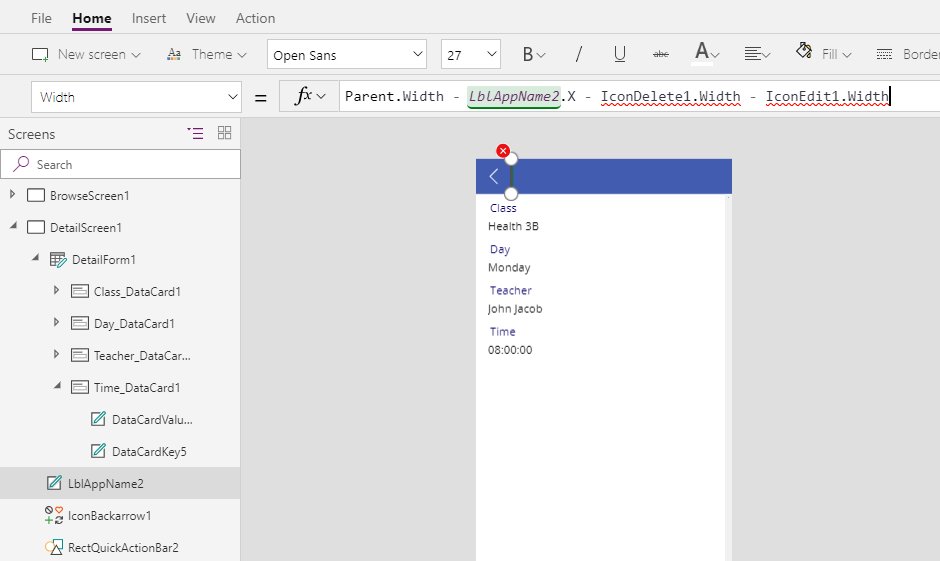 File Home Insert View Action
New screen Theme Open Sans 27 B / U abc A Fill Border
Width = fx Parent.Width - LblAppName2.X - IconDelete1.Width - IconEdit1.Width
Screens
Search
BrowseScreen1
DetailScreen1
DetailForm1
Class_DataCard1
Day_DataCard1
Teacher_DataCar...
Time_DataCard1
DataCardValu...
DataCardKey5
LblAppName2
IconBackarrow1
RectQuickActionBar2
Class
Health 3B
Day
Monday
Teacher
John Jacob
Time
08:00:00